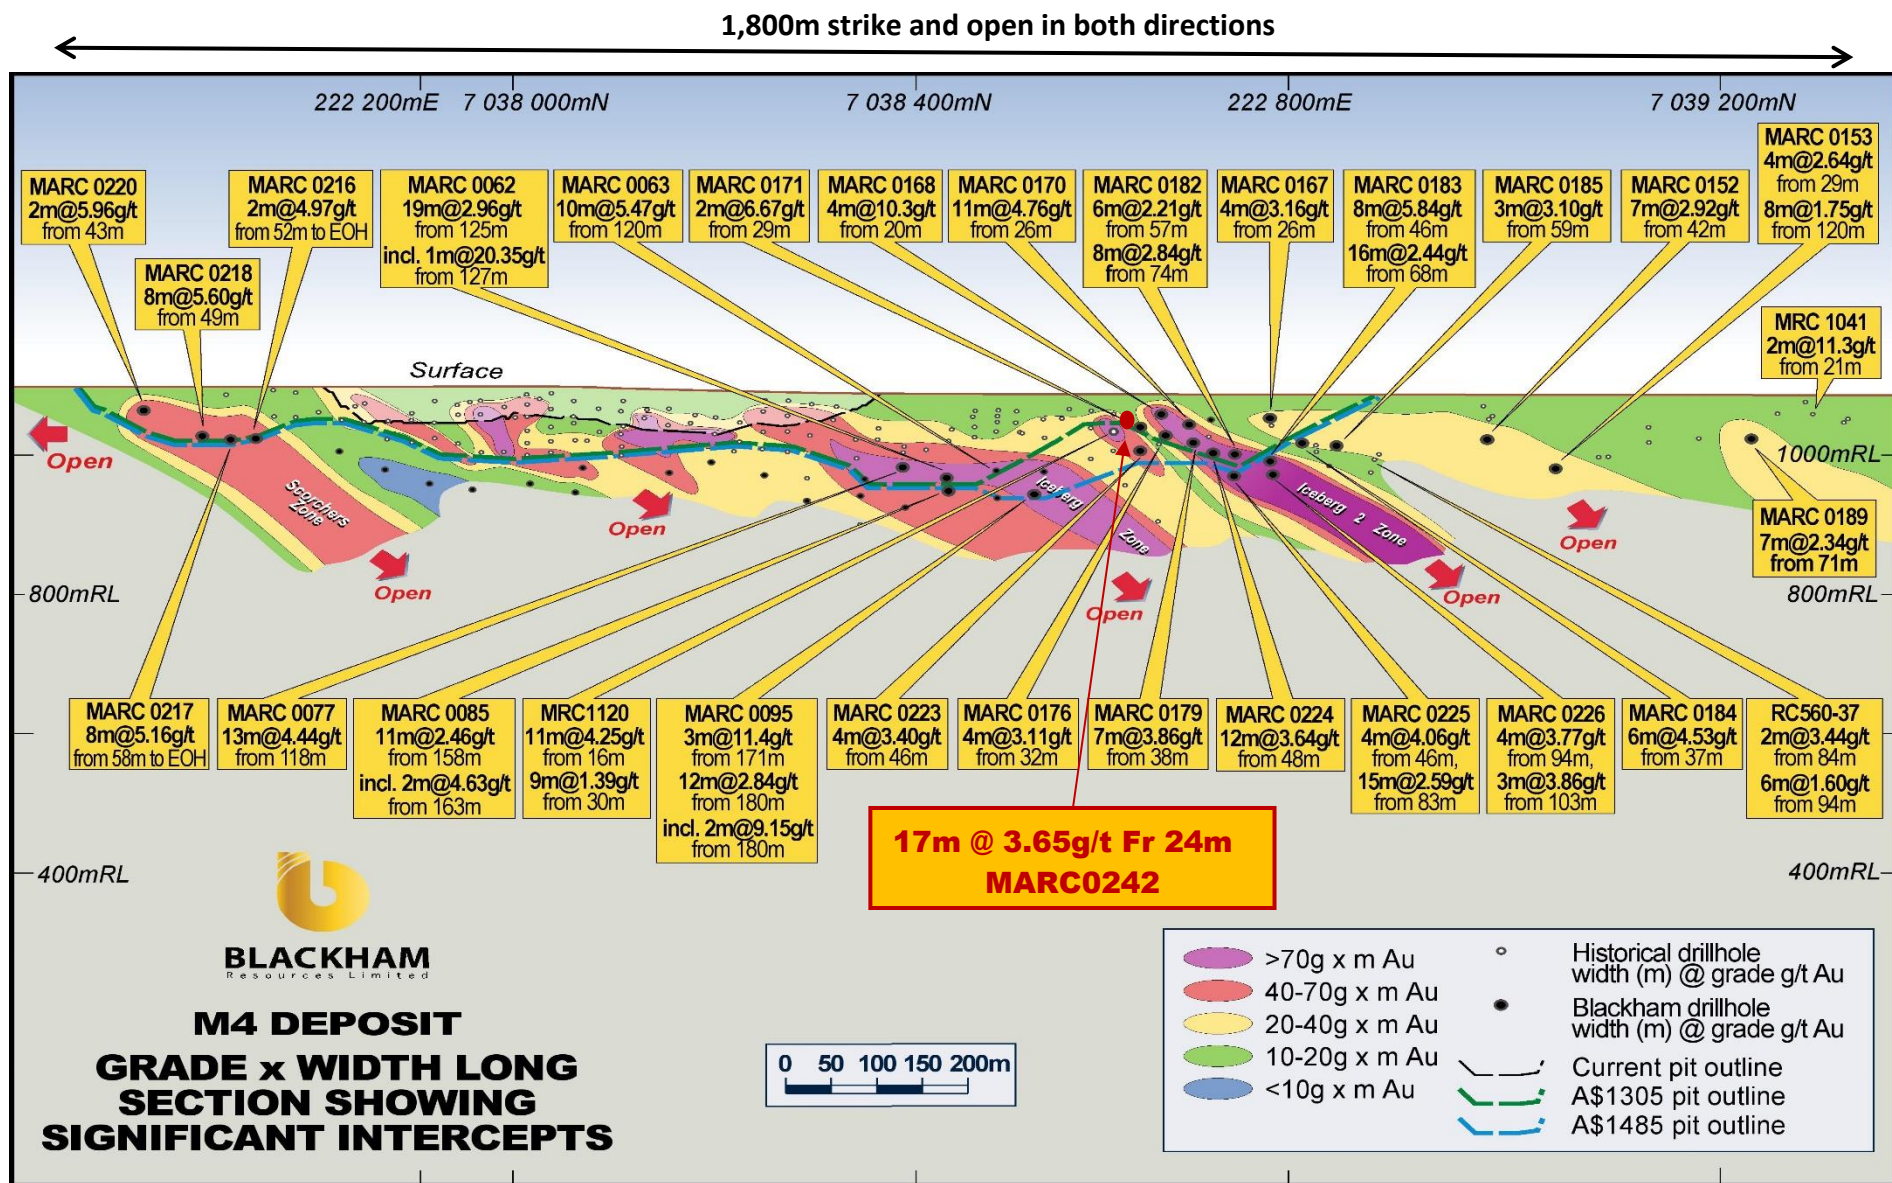 1,800m strike and open in both directions
222 200mE
7 038 000mN
7 038 400mN
222 800mE
7 039 200mN
MARC 0220
2m@5.96g/t
from 43m
MARC 0218
8m@5.60g/t
from 49m
MARC 0216
2m@4.97g/t
from 52m to EOH
MARC 0062
19m@2.96g/t
from 125m
incl. 1m@20.35g/t
from 127m
MARC 0063
10m@5.47g/t
from 120m
MARC 0171
2m@6.67g/t
from 29m
MARC 0168
4m@10.3g/t
from 20m
MARC 0170
11m@4.76g/t
from 26m
MARC 0182
6m@2.21g/t
from 57m
8m@2.84g/t
from 74m
MARC 0167
4m@3.16g/t
from 26m
MARC 0183
8m@5.84g/t
from 46m
16m@2.44g/t
from 68m
MARC 0185
3m@3.10g/t
from 59m
MARC 0152
7m@2.92g/t
from 42m
MARC 0153
4m@2.64g/t
from 29m
8m@1.75g/t
from 120m
MRC 1041
2m@11.3g/t
from 21m
Surface
Open
Scorchers
Zone
Open
Open
Iceberg
Zone
Open
Iceberg 2 Zone
Open
Open
1000mRL
MARC 0189
7m@2.34g/t
from 71m
800mRL
800mRL
MARC 0217
8m@5.16g/t
from 58m to EOH
MARC 0077
13m@4.44g/t
from 118m
MARC 0085
11m@2.46g/t
from 158m
incl. 2m@4.63g/t
from 163m
MRC1120
11m@4.25g/t
from 16m
9m@1.39g/t
from 30m
MARC 0095
3m@11.4g/t
from 171m
12m@2.84g/t
from 180m
incl. 2m@9.15g/t
from 180m
MARC 0223
4m@3.40g/t
from 46m
MARC 0176
4m@3.11g/t
from 32m
MARC 0179
7m@3.86g/t
from 38m
MARC 0224
12m@3.64g/t
from 48m
MARC 0225
4m@4.06g/t
from 46m,
15m@2.59g/t
from 83m
MARC 0226
4m@3.77g/t
from 94m,
3m@3.86g/t
from 103m
MARC 0184
6m@4.53g/t
from 37m
RC560-37
2m@3.44g/t
from 84m
6m@1.60g/t
from 94m
17m @ 3.65g/t Fr 24m
MARC0242
400mRL
400mRL
BLACKHAM
Resources Limited
M4 DEPOSIT
GRADE x WIDTH LONG
SECTION SHOWING
SIGNIFICANT INTERCEPTS
0 50 100 150 200m
>70g x m Au
40-70g x m Au
20-40g x m Au
10-20g x m Au
<10g x m Au
Historical drillhole
width (m) @ grade g/t Au
Blackham drillhole
width (m) @ grade g/t Au
Current pit outline
A$1305 pit outline
A$1485 pit outline